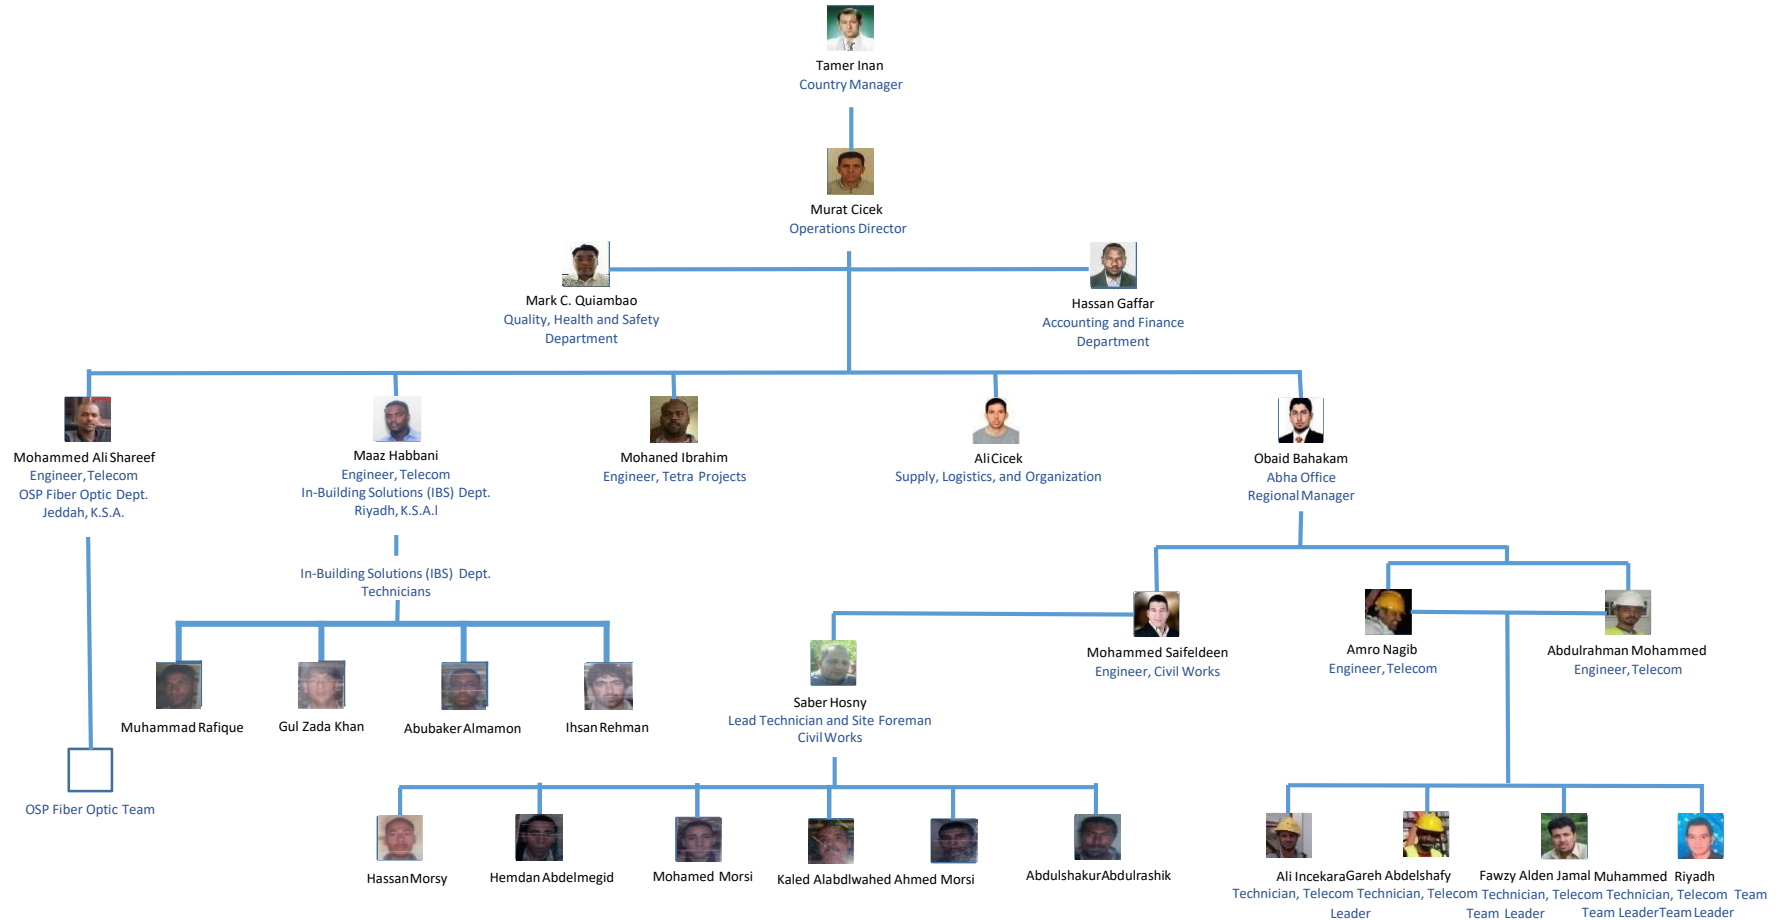 Tamer Inan
Country Manager
Murat Cicek
Operations Director
Mark C. Quiambao
Quality, Health and Safety
Department
Hassan Gaffar
Accounting and Finance
Department
Mohammed Ali Shareef
Engineer, Telecom
OSP Fiber Optic Dept.
Jeddah, K.S.A.
Maaz Habbani
Engineer, Telecom
In-Building Solutions (IBS) Dept.
Riyadh, K.S.A.l
Mohaned Ibrahim
Engineer, Tetra Projects
Ali Cicek
Supply, Logistics, and Organization
Obaid Bahakam
Abha Office
Regional Manager
In-Building Solutions (IBS) Dept.
Technicians
Mohammed Saifeldeen
Engineer, Civil Works
Amro Nagib
Engineer, Telecom
Abdulrahman Mohammed
Engineer, Telecom
Muhammad Rafique
Gul Zada Khan
Abubaker Almamon
Ihsan Rehman
Saber Hosny
Lead Technician and Site Foreman
Civil Works
OSP Fiber Optic Team
Hassan Morsy
Hemdan Abdelmegid
Mohamed Morsi
Kaled Alabdlwahed
Ahmed Morsi
Abdulshakur Abdulrashik
Ali Incekara Gareh Abdelshafy Fawzy Alden Jamal Muhammed Riyadh
Technician, Telecom Technician, Telecom Technician, Telecom Technician, Telecom Team
Leader Team Leader Team Leader Team Leader